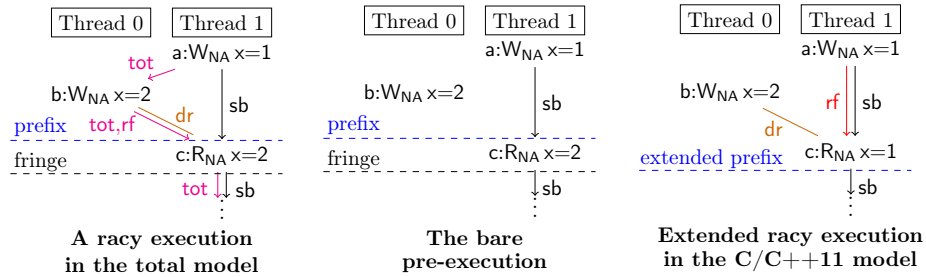 Thread 0 Thread 1
a:W_NA x=1
tot
b:W_NA x=2
dr
sb
tot,rf
prefix
c:R_NA x=2
fringe
tot
sb
⋮
A racy execution
in the total model
Thread 0 Thread 1
a:W_NA x=1
b:W_NA x=2
sb
prefix
c:R_NA x=2
fringe
sb
⋮
The bare
pre-execution
Thread 0 Thread 1
a:W_NA x=1
b:W_NA x=2
rf
sb
dr
c:R_NA x=1
extended prefix
sb
⋮
Extended racy execution
in the C/C++11 model